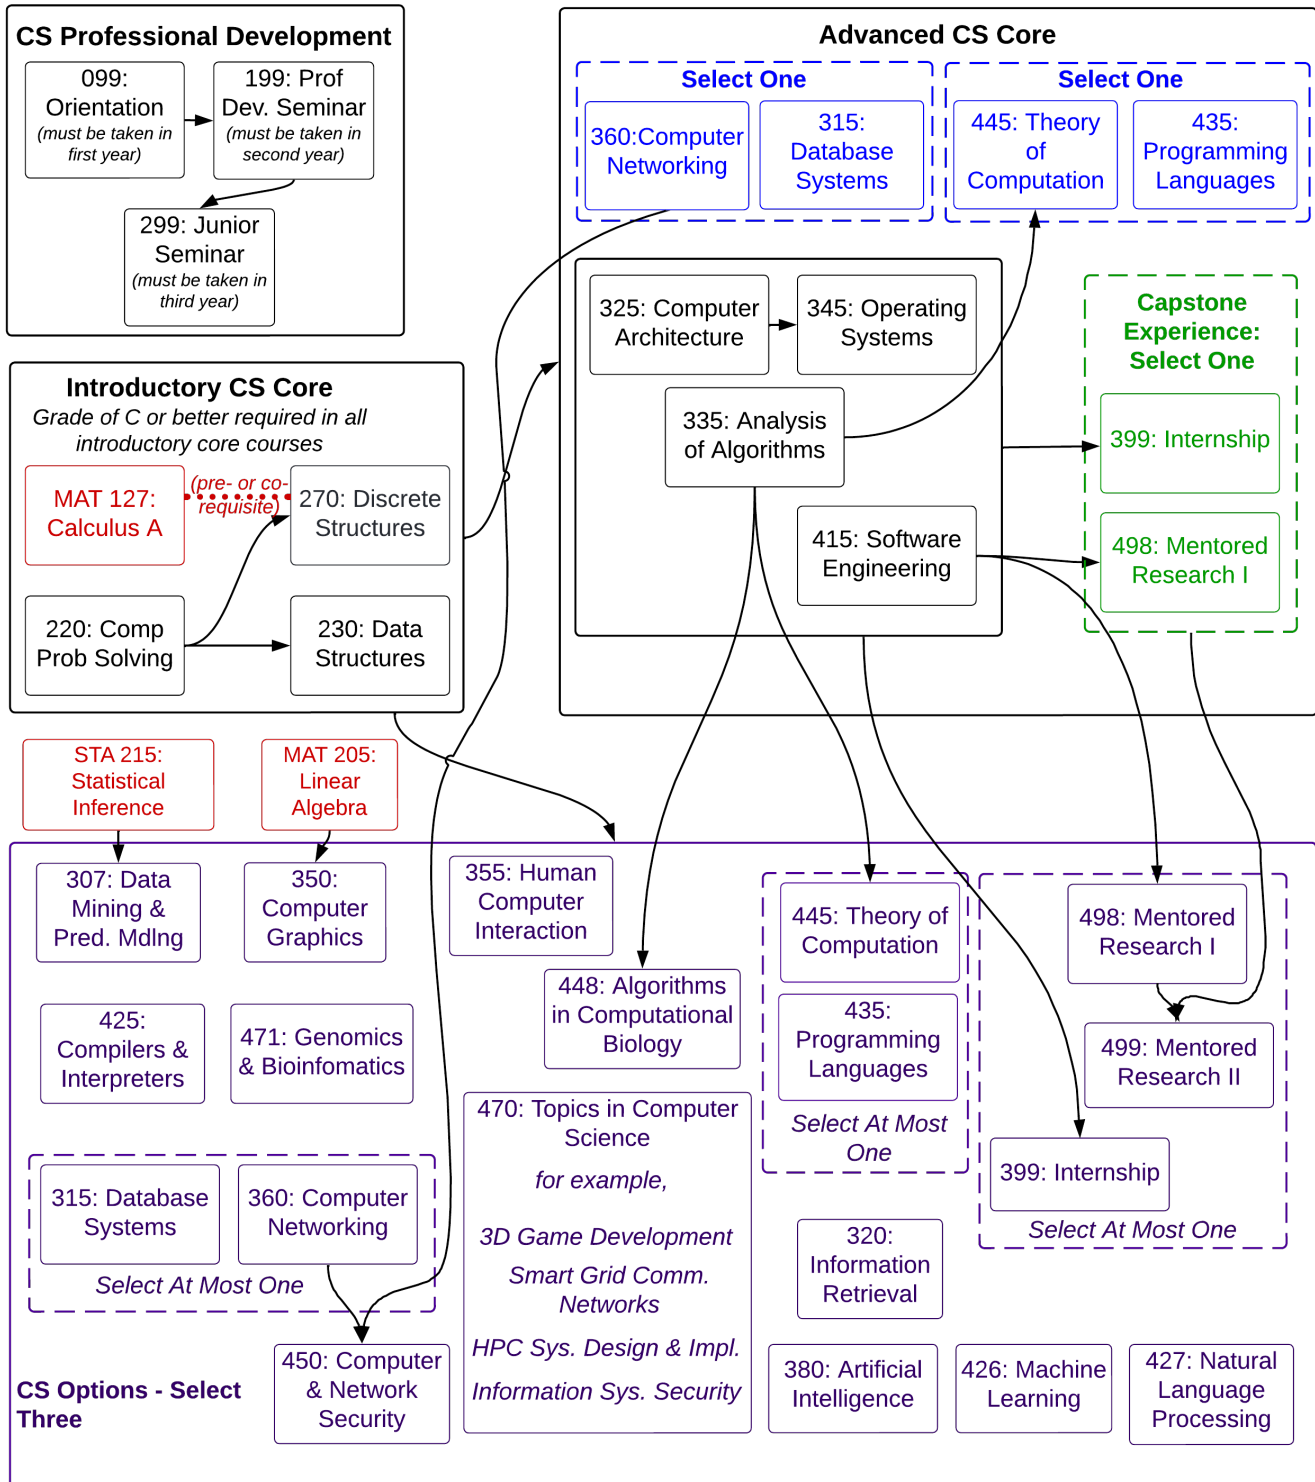 CS Professional Development
099:
Orientation
(must be taken in
first year)
199: Prof
Dev. Seminar
(must be taken in
second year)
299: Junior
Seminar
(must be taken in
third year)
Advanced CS Core
Select One
360:Computer
Networking
315:
Database
Systems
Select One
445: Theory
of
Computation
435:
Programming
Languages
325: Computer
Architecture
345: Operating
Systems
335: Analysis
of Algorithms
415: Software
Engineering
Capstone
Experience:
Select One
399: Internship
498: Mentored
Research I
Introductory CS Core
Grade of C or better required in all
introductory core courses
MAT 127:
Calculus A
(pre- or co-
requisite)
270: Discrete
Structures
220: Comp
Prob Solving
230: Data
Structures
STA 215:
Statistical
Inference
MAT 205:
Linear
Algebra
307: Data
Mining &
Pred. Mdlng
350:
Computer
Graphics
355: Human
Computer
Interaction
448: Algorithms
in Computational
Biology
445: Theory of
Computation
435:
Programming
Languages
Select At Most
One
498: Mentored
Research I
499: Mentored
Research II
399: Internship
Select At Most One
425:
Compilers &
Interpreters
471: Genomics
& Bioinfomatics
470: Topics in Computer
Science
for example,
3D Game Development
Smart Grid Comm.
Networks
HPC Sys. Design & Impl.
Information Sys. Security
315: Database
Systems
360: Computer
Networking
Select At Most One
320:
Information
Retrieval
450: Computer
& Network
Security
380: Artificial
Intelligence
426: Machine
Learning
427: Natural
Language
Processing
CS Options - Select
Three